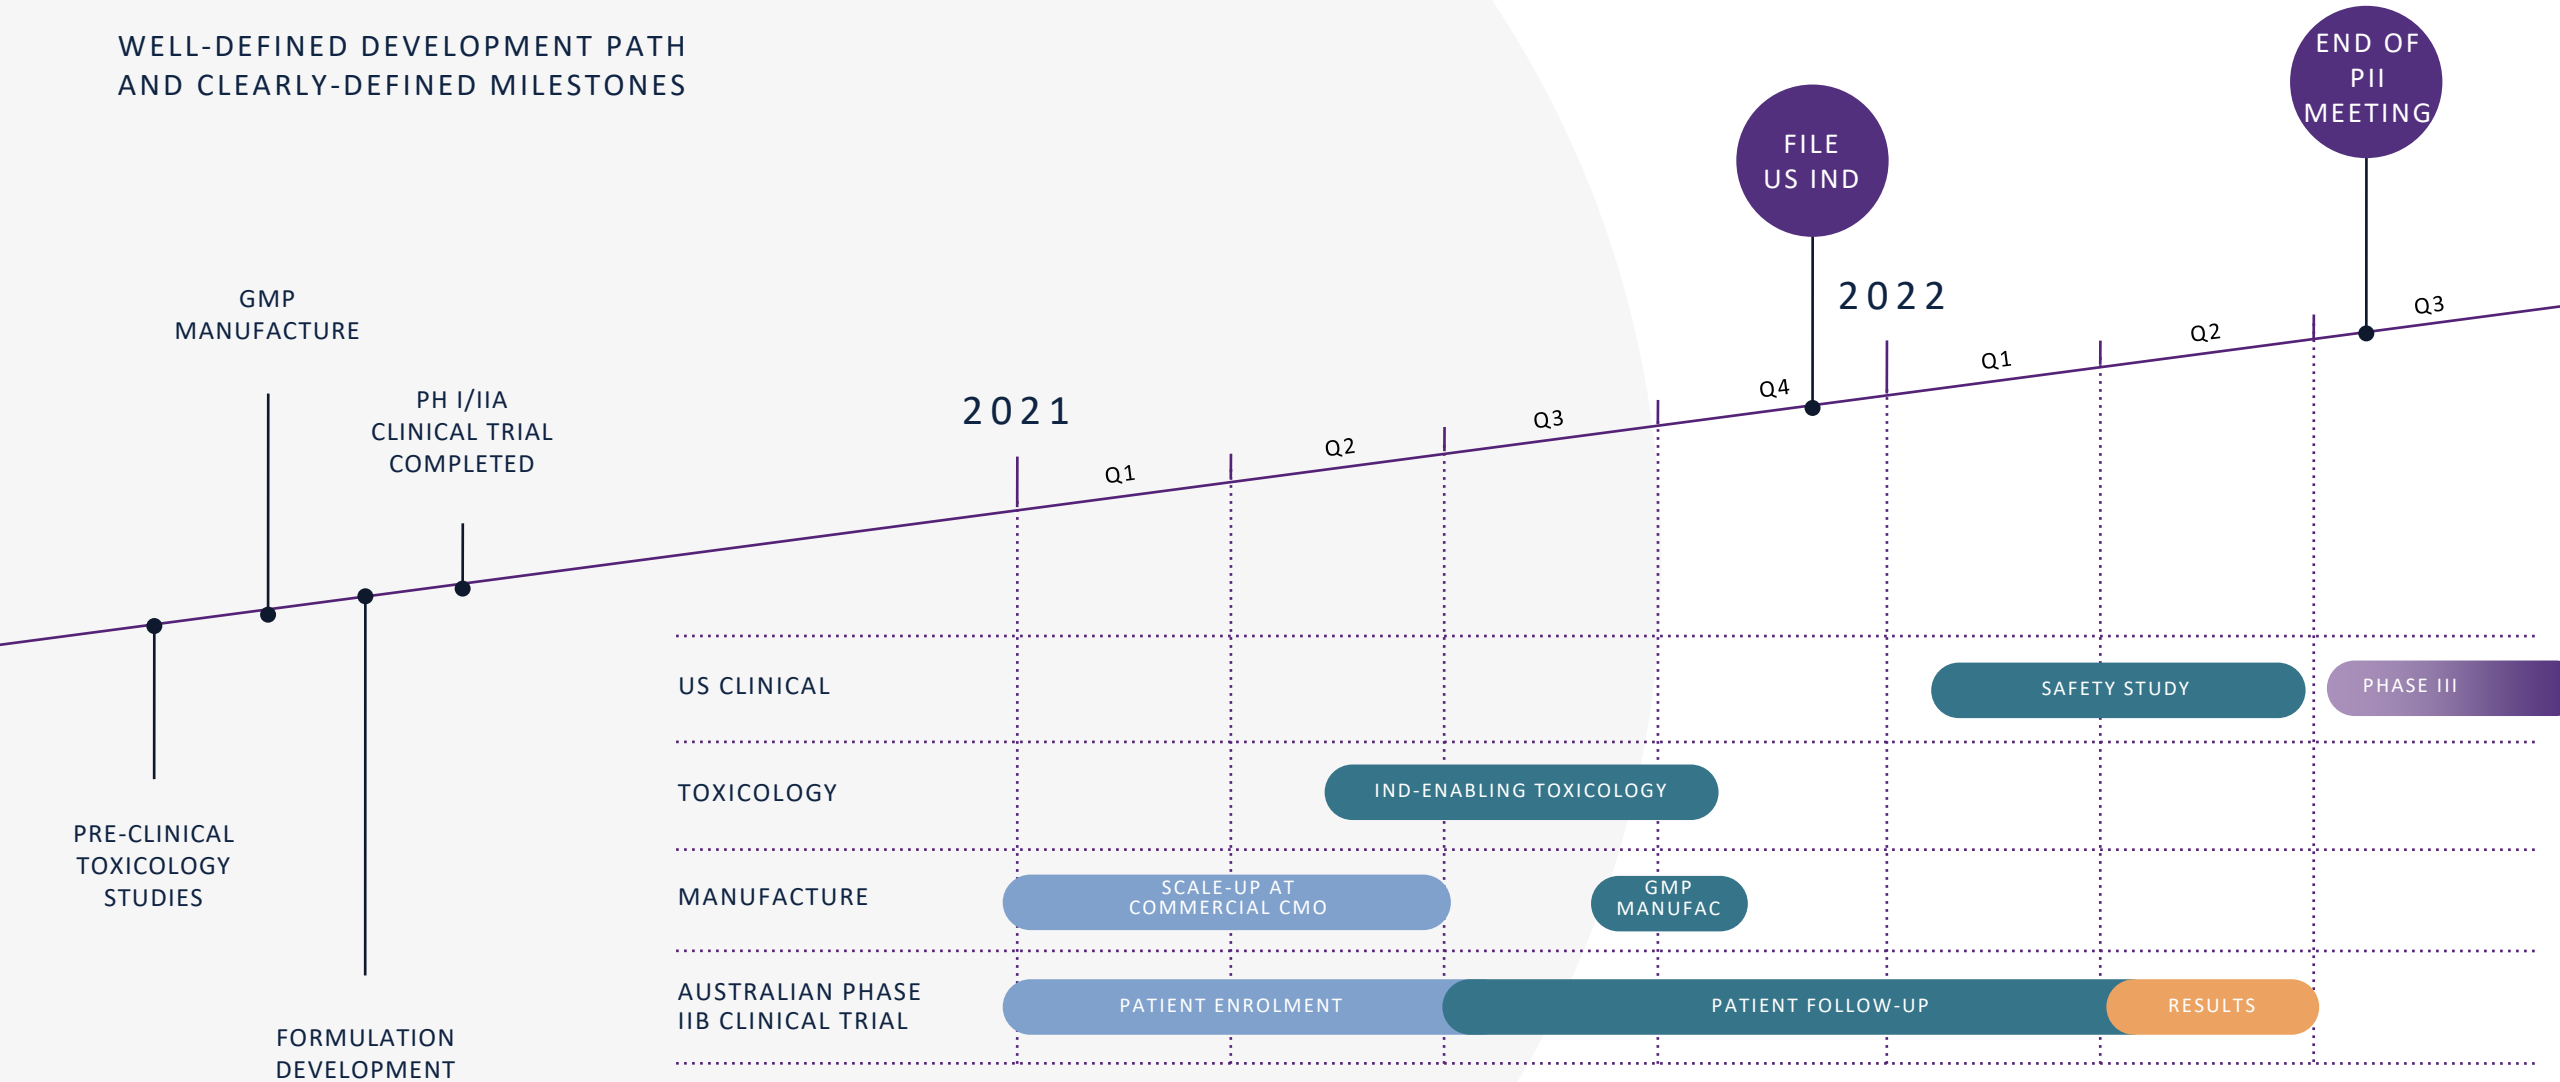 WELL-DEFINED DEVELOPMENT PATH
AND CLEARLY-DEFINED MILESTONES
END OF
PII
MEETING
FILE
US IND
GMP
MANUFACTURE
PH I/IIA
CLINICAL TRIAL
COMPLETED
2021
2022
Q1
Q2
Q3
Q4
Q1
Q2
Q3
PRE-CLINICAL
TOXICOLOGY
STUDIES
FORMULATION
DEVELOPMENT
US CLINICAL
SAFETY STUDY
PHASE III
TOXICOLOGY
IND-ENABLING TOXICOLOGY
MANUFACTURE
SCALE-UP AT
COMMERCIAL CMO
GMP
MANUFAC
AUSTRALIAN PHASE
IIB CLINICAL TRIAL
PATIENT ENROLMENT
PATIENT FOLLOW-UP
RESULTS